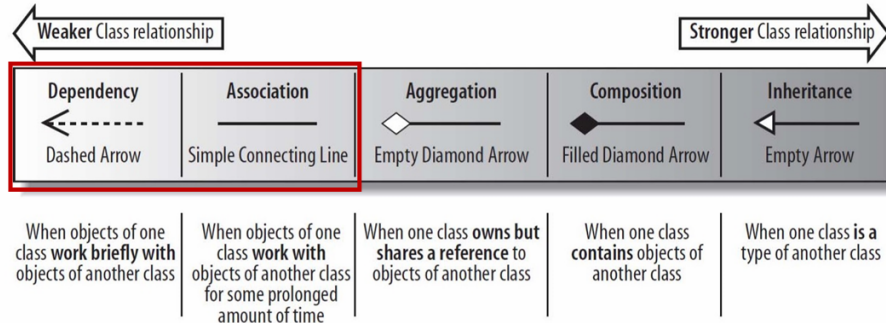 Weaker Class relationship
Stronger Class relationship
Dependency
Dashed Arrow
Association
Simple Connecting Line
Aggregation
Empty Diamond Arrow
Composition
Filled Diamond Arrow
Inheritance
Empty Arrow
When objects of one
class work briefly with
objects of another class
When objects of one
class work with
objects of another class
for some prolonged
amount of time
When one class owns but
shares a reference to
objects of another class
When one class
contains objects of
another class
When one class is a
type of another class